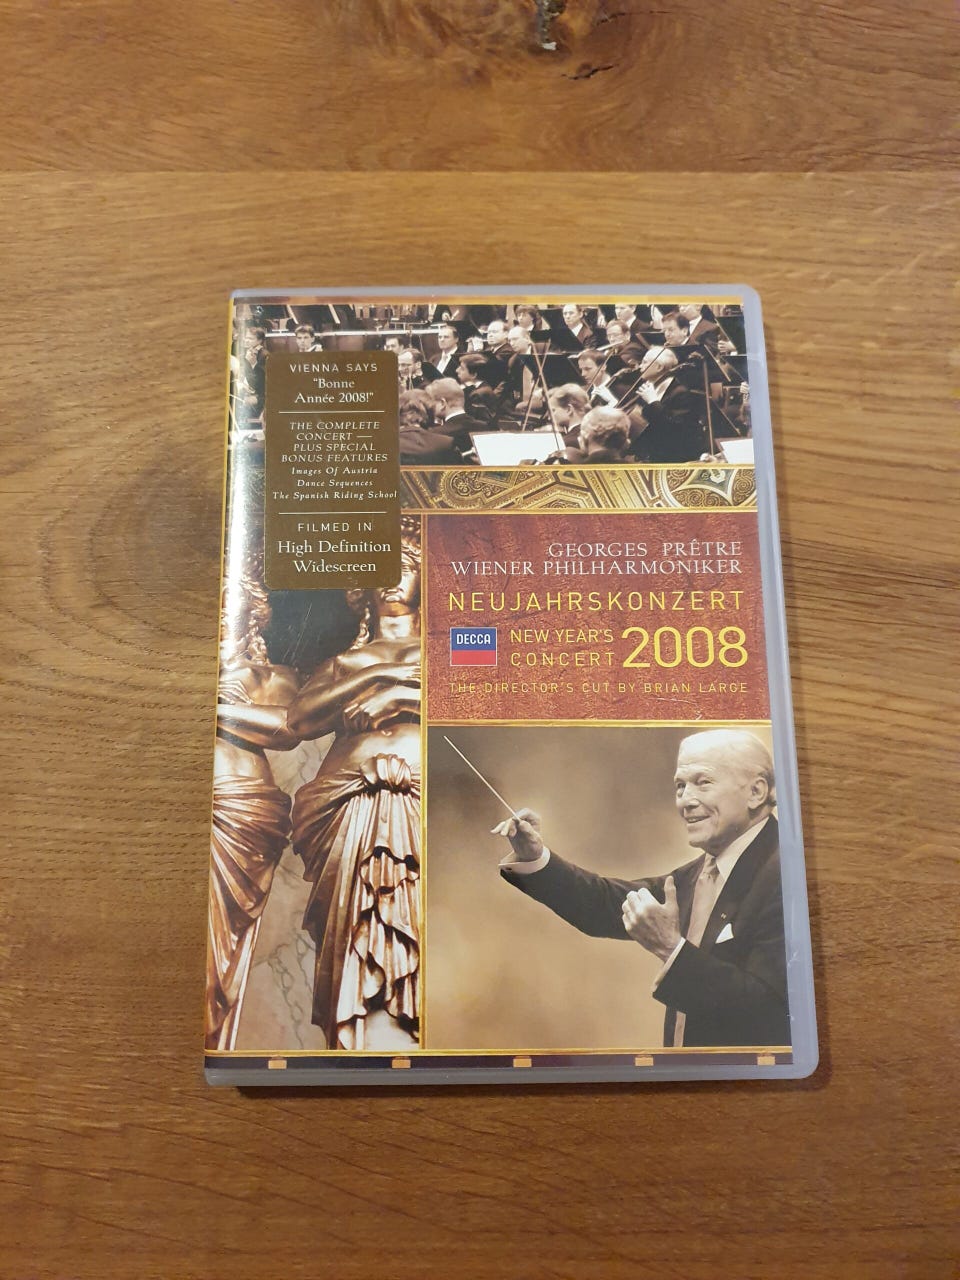 VIENNA SAYS
"Bonne
Année 2008!"
THE COMPLETE
CONCERT —
PLUS SPECIAL
BONUS FEATURES
Images Of Austria
Dance Sequences
The Spanish Riding School
FILMED IN
High Definition
Widescreen
GEORGES PRÊTRE
WIENER PHILHARMONIKER
NEUJAHRSKONZERT
DECCA
NEW YEAR'S
CONCERT 2008
THE DIRECTOR'S CUT BY BRIAN LARGE